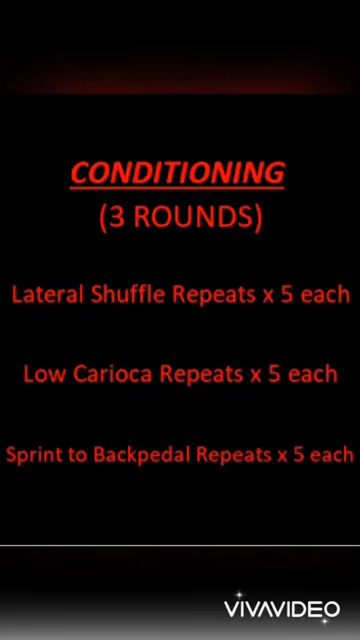 CONDITIONING
(3 ROUNDS)
Lateral Shuffle Repeats x 5 each
Low Carioca Repeats x 5 each
Sprint to Backpedal Repeats x 5 each
VIVAVIDEO